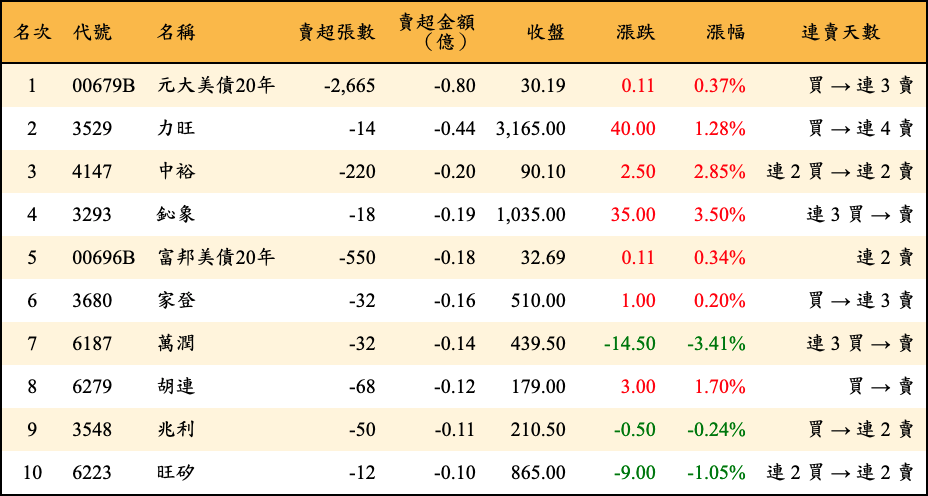 名次 代號 名稱 賣超張數 賣超金額（億） 收盤 漲跌 漲幅 連賣天數
1 00679B 元大美債20年 -2,665 -0.80 30.19 0.11 0.37% 買 → 連 3 賣
2 3529 力旺 -14 -0.44 3,165.00 40.00 1.28% 買 → 連 4 賣
3 4147 中裕 -220 -0.20 90.10 2.50 2.85% 連 2 買 → 連 2 賣
4 3293 鈊象 -18 -0.19 1,035.00 35.00 3.50% 連 3 買 → 賣
5 00696B 富邦美債20年 -550 -0.18 32.69 0.11 0.34% 連 2 賣
6 3680 家登 -32 -0.16 510.00 1.00 0.20% 買 → 連 3 賣
7 6187 萬潤 -32 -0.14 439.50 -14.50 -3.41% 連 3 買 → 賣
8 6279 胡連 -68 -0.12 179.00 3.00 1.70% 買 → 賣
9 3548 兆利 -50 -0.11 210.50 -0.50 -0.24% 買 → 連 2 賣
10 6223 旺矽 -12 -0.10 865.00 -9.00 -1.05% 連 2 買 → 連 2 賣